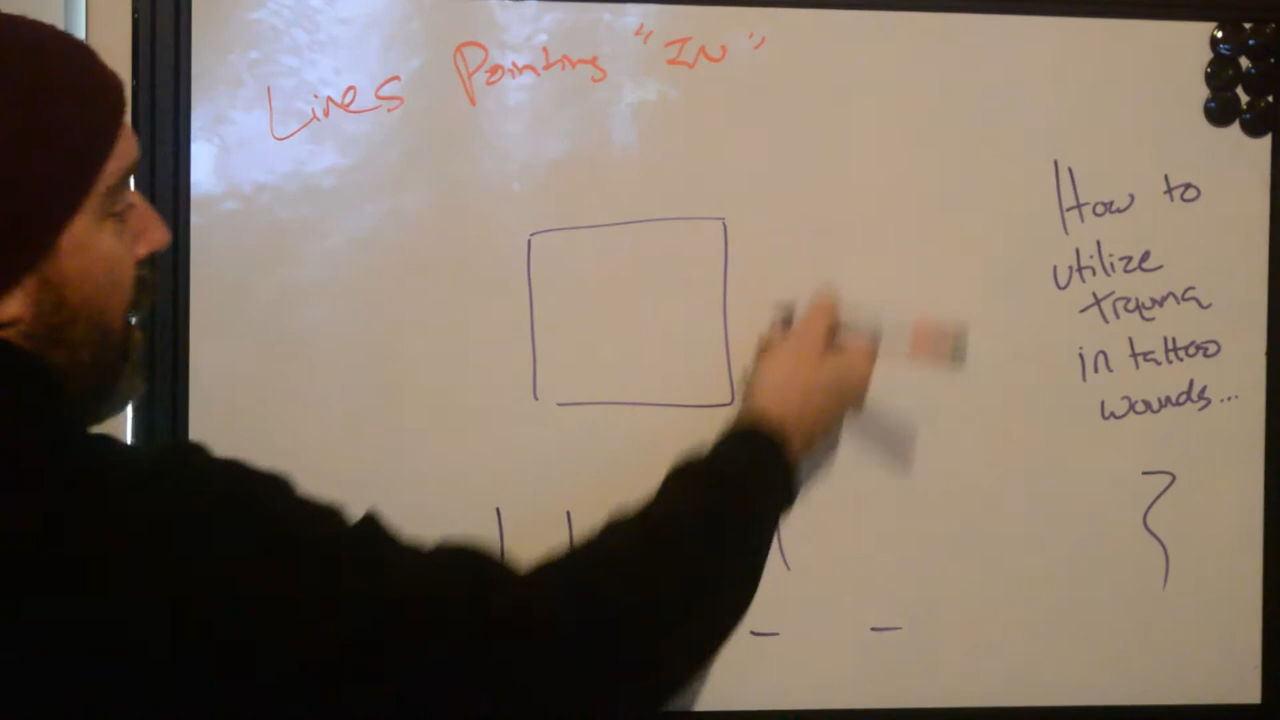 Lines Pointing "IN"
How to
utilize
trauma
in tattoo
wounds...